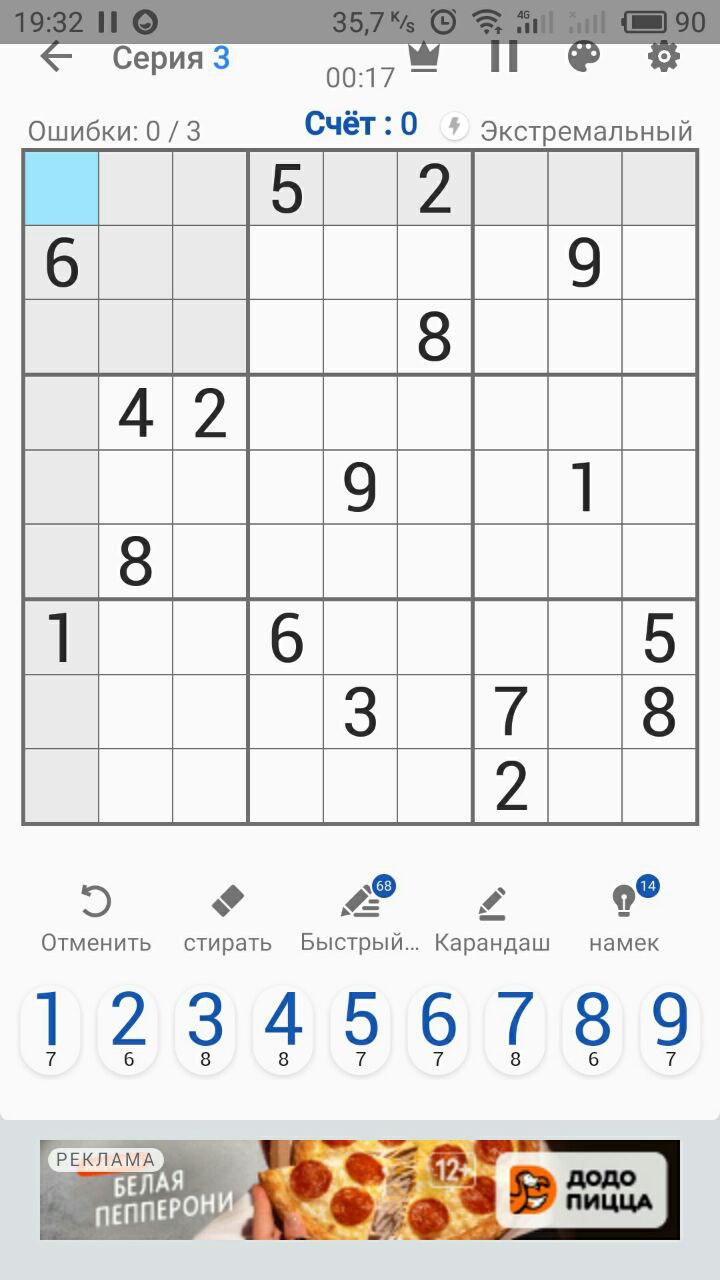 19:32 35,7 K/s 4G 90
Серия 3
00:17
Ошибки: 0 / 3 Счёт : 0 Экстремальный
5 2
6 9
8
4 2
9 1
8
1 6 5
3 7 8
2
68 14
Отменить стирать Быстрый... Карандаш намек
1 2 3 4 5 6 7 8 9
7 6 8 8 7 7 8 6 7
РЕКЛАМА
БЕЛАЯ
ПЕППЕРОНИ
12+
ДОДО
ПИЦЦА